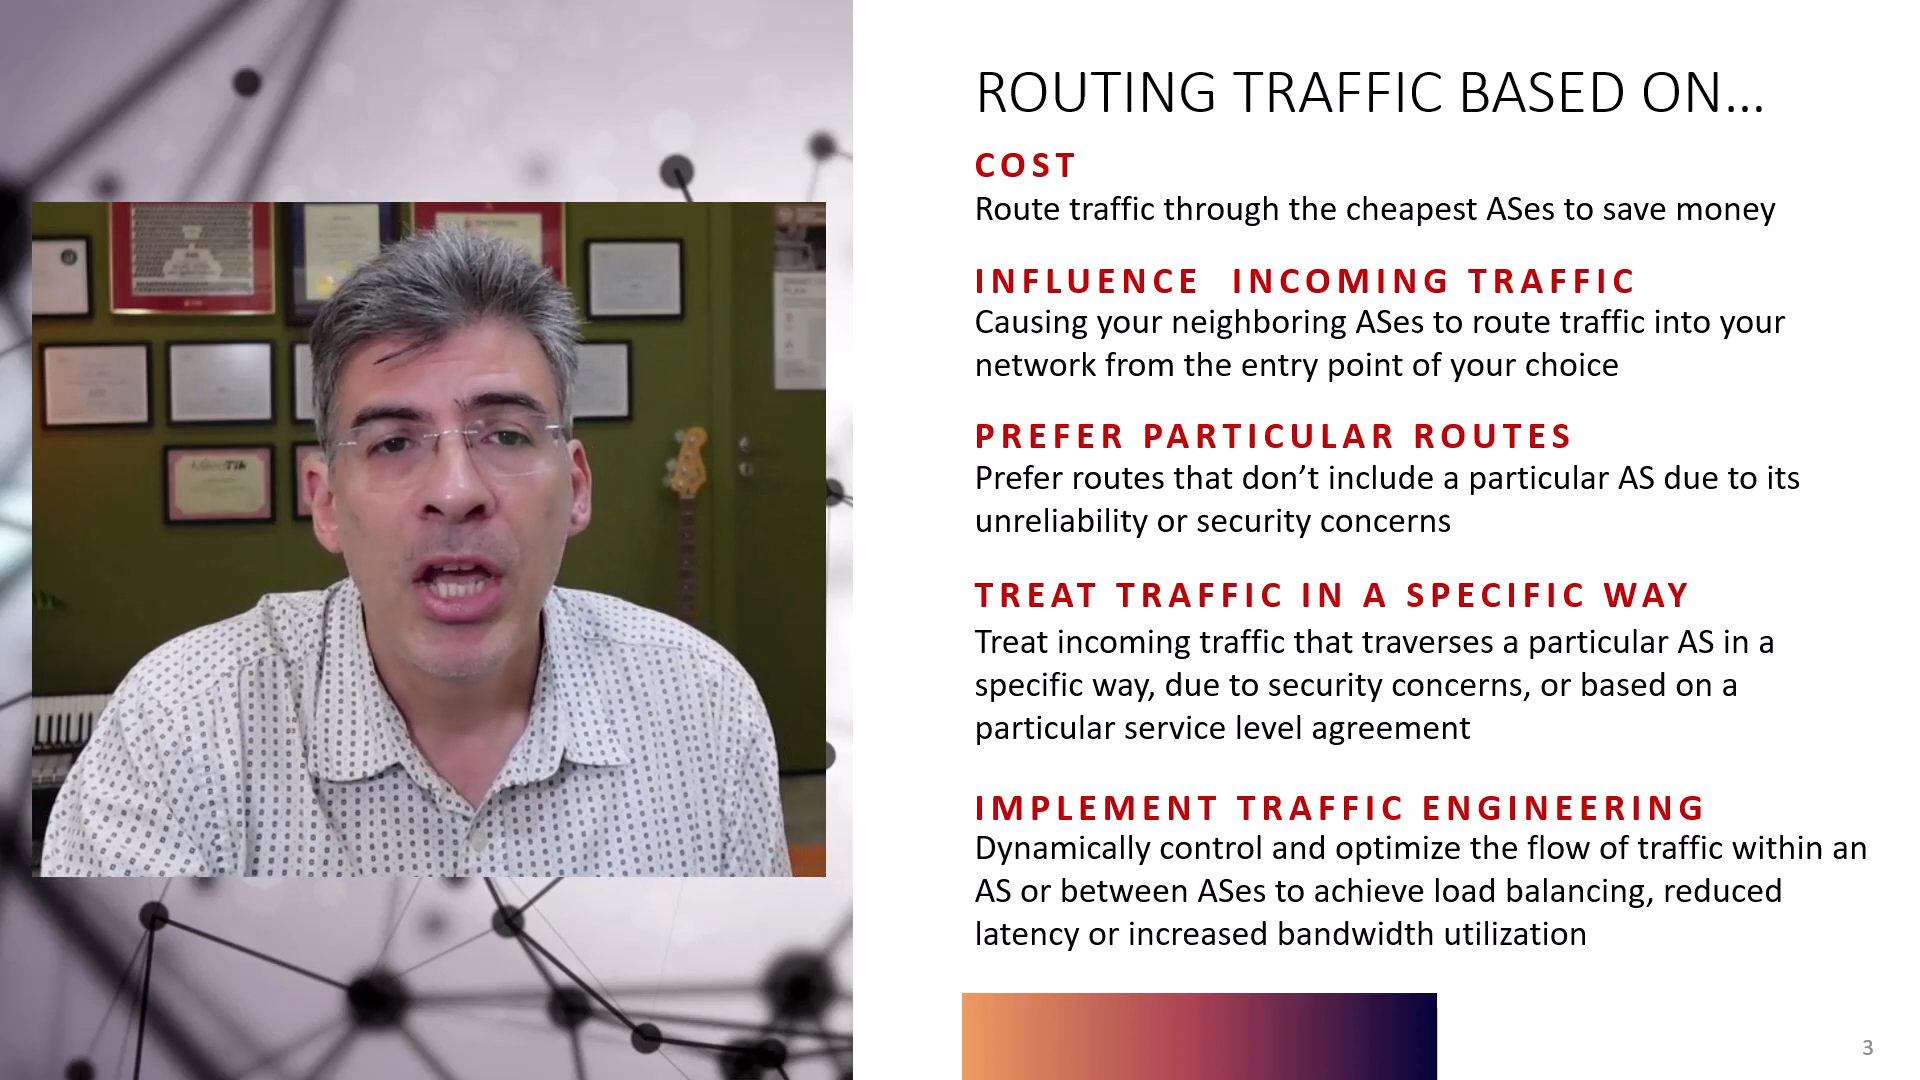 ROUTING TRAFFIC BASED ON...
COST
Route traffic through the cheapest ASes to save money
INFLUENCE INCOMING TRAFFIC
Causing your neighboring ASes to route traffic into your
network from the entry point of your choice
PREFER PARTICULAR ROUTES
Prefer routes that don’t include a particular AS due to its
unreliability or security concerns
TREAT TRAFFIC IN A SPECIFIC WAY
Treat incoming traffic that traverses a particular AS in a
specific way, due to security concerns, or based on a
particular service level agreement
IMPLEMENT TRAFFIC ENGINEERING
Dynamically control and optimize the flow of traffic within an
AS or between ASes to achieve load balancing, reduced
latency or increased bandwidth utilization
3
MikroTik